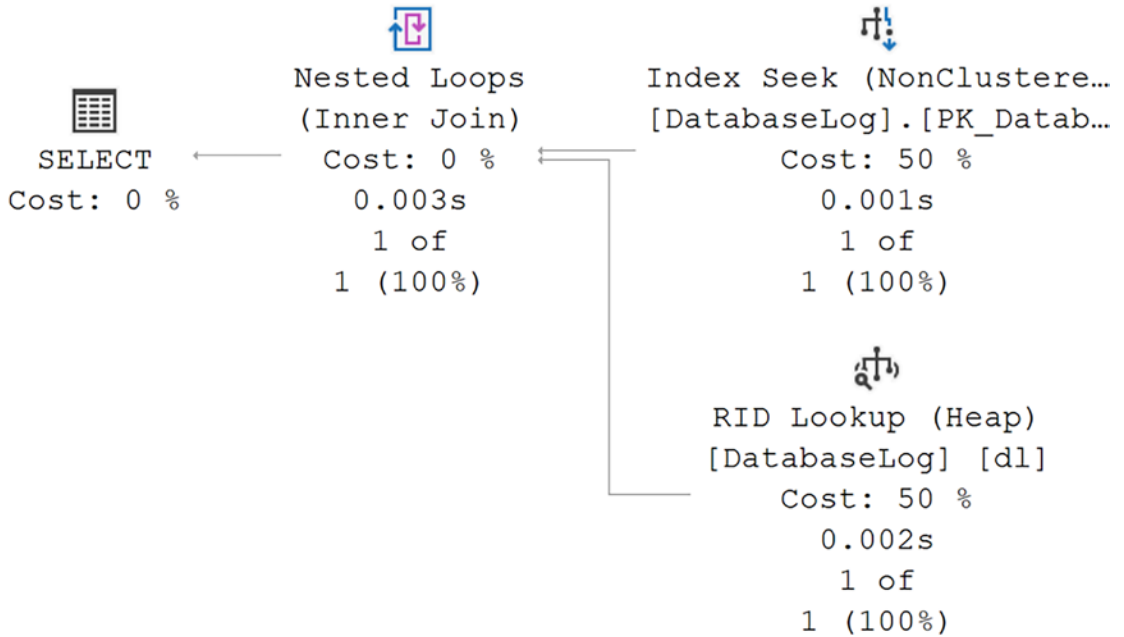 SELECT
Cost: 0 %
Nested Loops
(Inner Join)
Cost: 0 %
0.003s
1 of
1 (100%)
Index Seek (NonClustere…
[DatabaseLog].[PK_Datab…
Cost: 50 %
0.001s
1 of
1 (100%)
RID Lookup (Heap)
[DatabaseLog] [dl]
Cost: 50 %
0.002s
1 of
1 (100%)